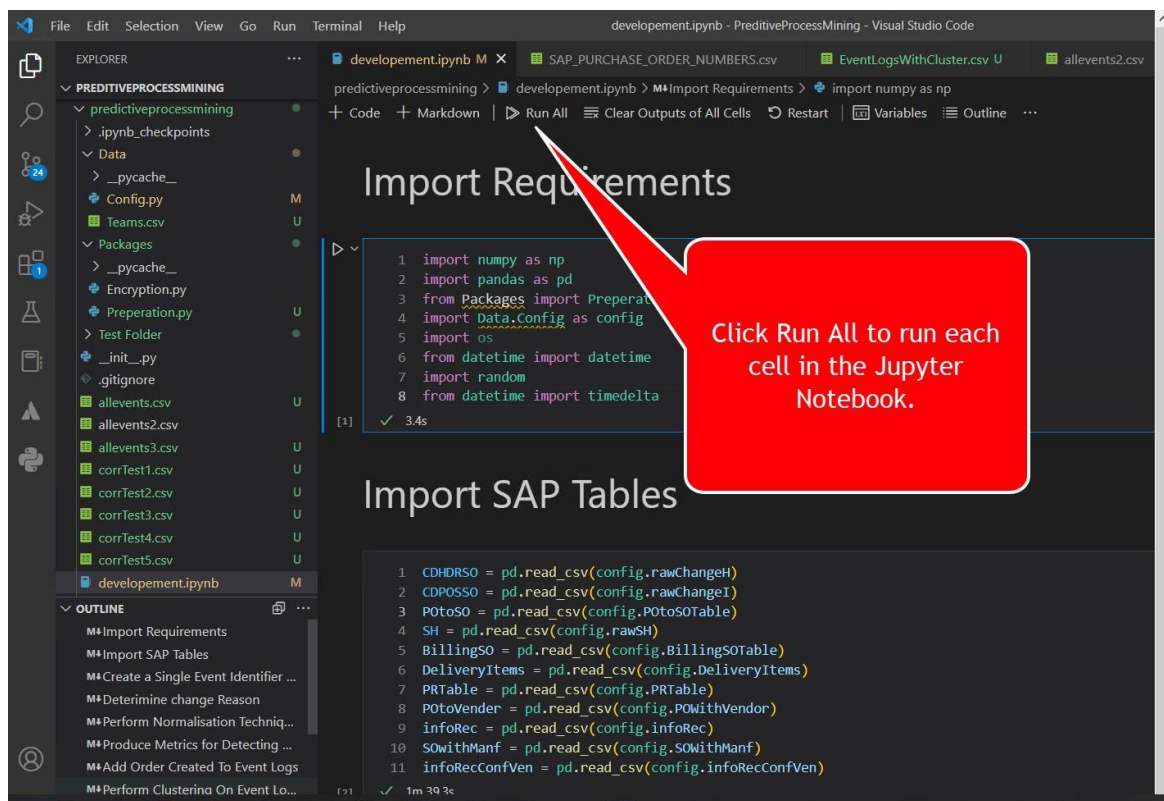 File Edit Selection View Go Run Terminal Help
developement.ipynb - PreditiveProcessMining - Visual Studio Code
EXPLORER
PREDITIVEPROCESSMINING
predictiveprocessmining
.ipynb_checkpoints
Data
__pycache__
Config.py M
Teams.csv U
Packages
__pycache__
Encryption.py
Preperation.py U
Test Folder
__init__.py
.gitignore
allevents.csv U
allevents2.csv
allevents3.csv U
corrTest1.csv U
corrTest2.csv U
corrTest3.csv U
corrTest4.csv U
corrTest5.csv U
developement.ipynb M
OUTLINE
M↓Import Requirements
M↓Import SAP Tables
M↓Create a Single Event Identifier ...
M↓Deterimine change Reason
M↓Perform Normalisation Techniq...
M↓Produce Metrics for Detecting ...
M↓Add Order Created To Event Logs
M↓Perform Clustering On Event Lo...
24
1
developement.ipynb M SAP_PURCHASE_ORDER_NUMBERS.csv EventLogsWithCluster.csv U allevents2.csv
predictiveprocessmining > developement.ipynb > M↓Import Requirements > import numpy as np
+ Code + Markdown | Run All Clear Outputs of All Cells Restart | Variables Outline ...
Import Requirements
1 import numpy as np
2 import pandas as pd
3 from Packages import Preperat
4 import Data.Config as config
5 import os
6 from datetime import datetime
7 import random
8 from datetime import timedelta
[1] ✓ 3.4s
Click Run All to run each
cell in the Jupyter
Notebook.
Import SAP Tables
1 CDHDRSO = pd.read_csv(config.rawChangeH)
2 CDPOSSO = pd.read_csv(config.rawChangeI)
3 POtoSO = pd.read_csv(config.POtoSOTable)
4 SH = pd.read_csv(config.rawSH)
5 BillingSO = pd.read_csv(config.BillingSOTable)
6 DeliveryItems = pd.read_csv(config.DeliveryItems)
7 PRTable = pd.read_csv(config.PRTable)
8 POtoVender = pd.read_csv(config.POWithVendor)
9 infoRec = pd.read_csv(config.infoRec)
10 SOwithManf = pd.read_csv(config.SOWithManf)
11 infoRecConfVen = pd.read_csv(config.infoRecConfVen)
[2] ✓ 1m 39.3s